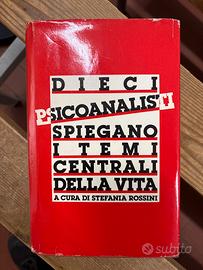 DIECI
PSICOANALISTI
SPIEGANO
I TEMI
CENTRALI
DELLA VITA
A CURA DI STEFANIA ROSSINI
subito